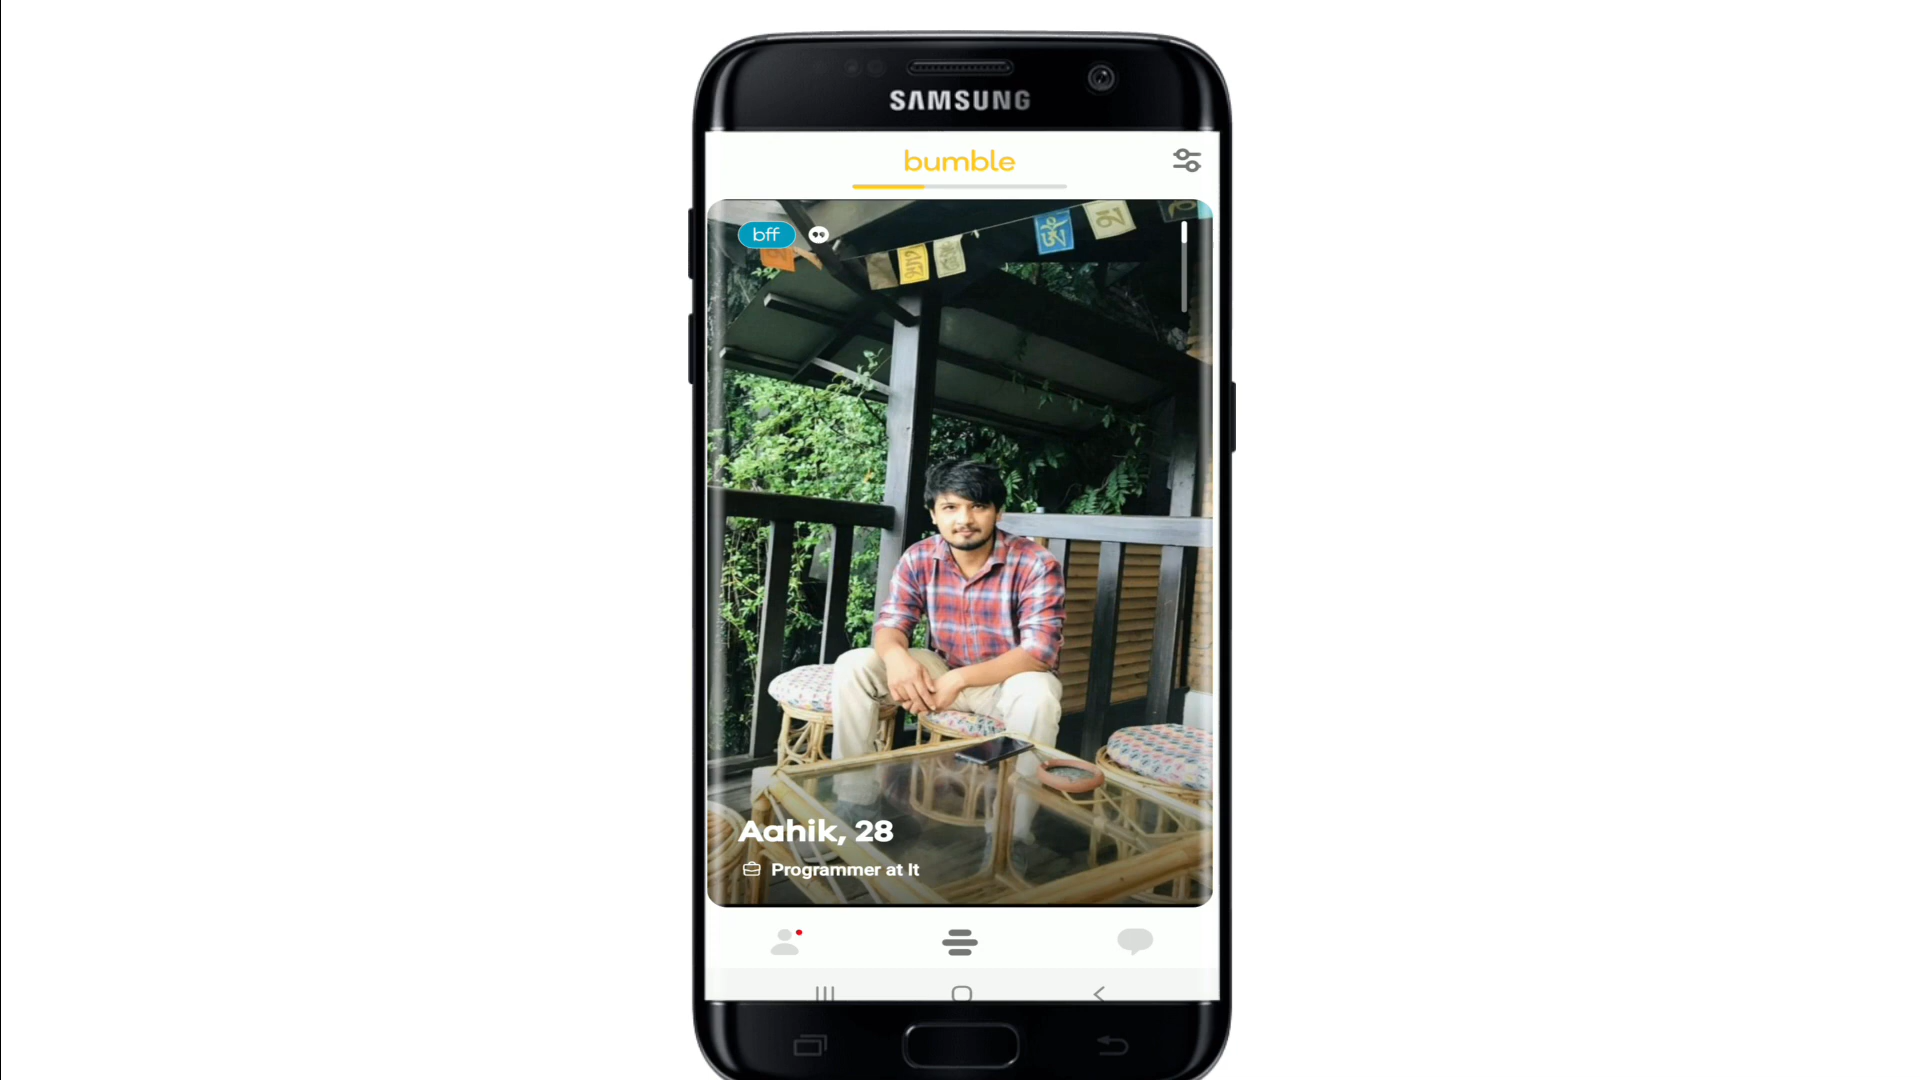 SAMSUNG
bumble
bff
Aahik, 28
Programmer at It